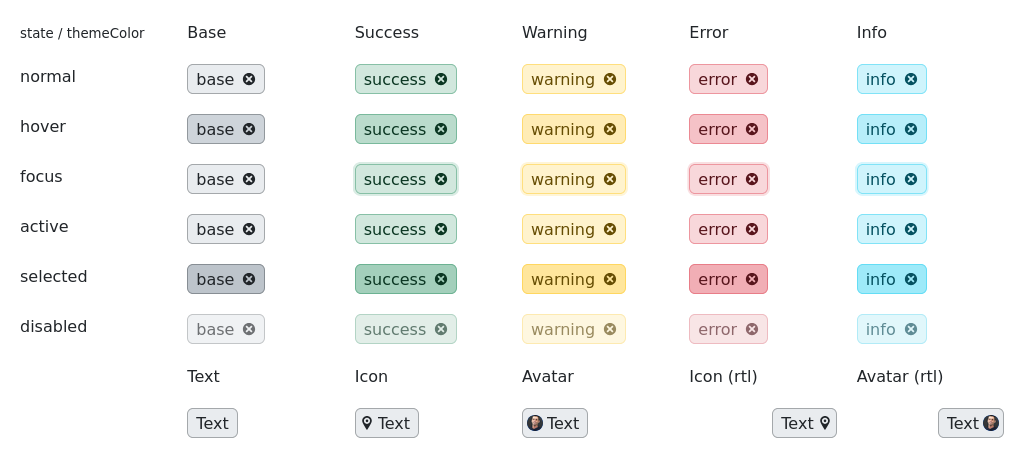 state / themeColor Base Success Warning Error Info
normal base success warning error info
hover base success warning error info
focus base success warning error info
active base success warning error info
selected base success warning error info
disabled base success warning error info
Text Icon Avatar Icon (rtl) Avatar (rtl)
Text Text Text Text Text